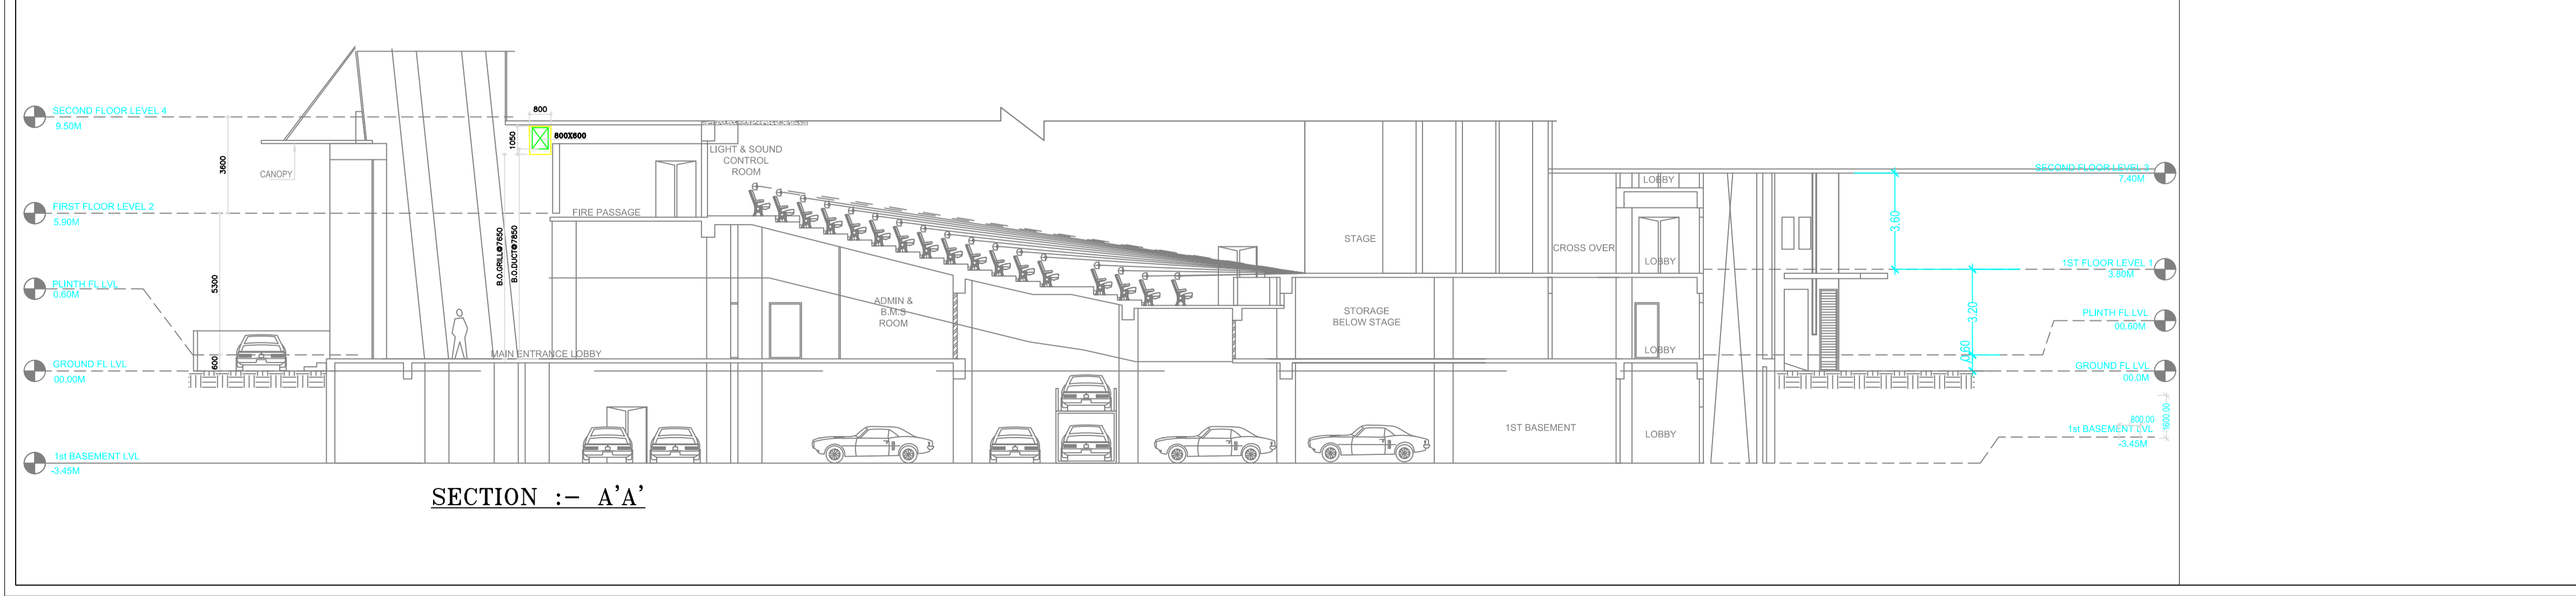 SECOND FLOOR LEVEL 4
9.50M
800
1050
800X600
3600
CANOPY
LIGHT & SOUND
CONTROL
ROOM
LOBBY
SECOND FLOOR LEVEL 3
7.40M
FIRST FLOOR LEVEL 2
5.90M
FIRE PASSAGE
3.60
B.O.GRILL@7650
B.O.DUCT@7850
STAGE
CROSS OVER
LOBBY
1ST FLOOR LEVEL 1
3.80M
PLINTH FL LVL
0.60M
5300
ADMIN &
B.M.S
ROOM
STORAGE
BELOW STAGE
3.20
PLINTH FL LVL
00.60M
MAIN ENTRANCE LOBBY
LOBBY
0.60
600
GROUND FL LVL
00.00M
GROUND FL LVL
00.0M
1ST BASEMENT
LOBBY
800.00
1600.00
1st BASEMENT LVL
-3.45M
1st BASEMENT LVL
-3.45M
SECTION :- A'A'